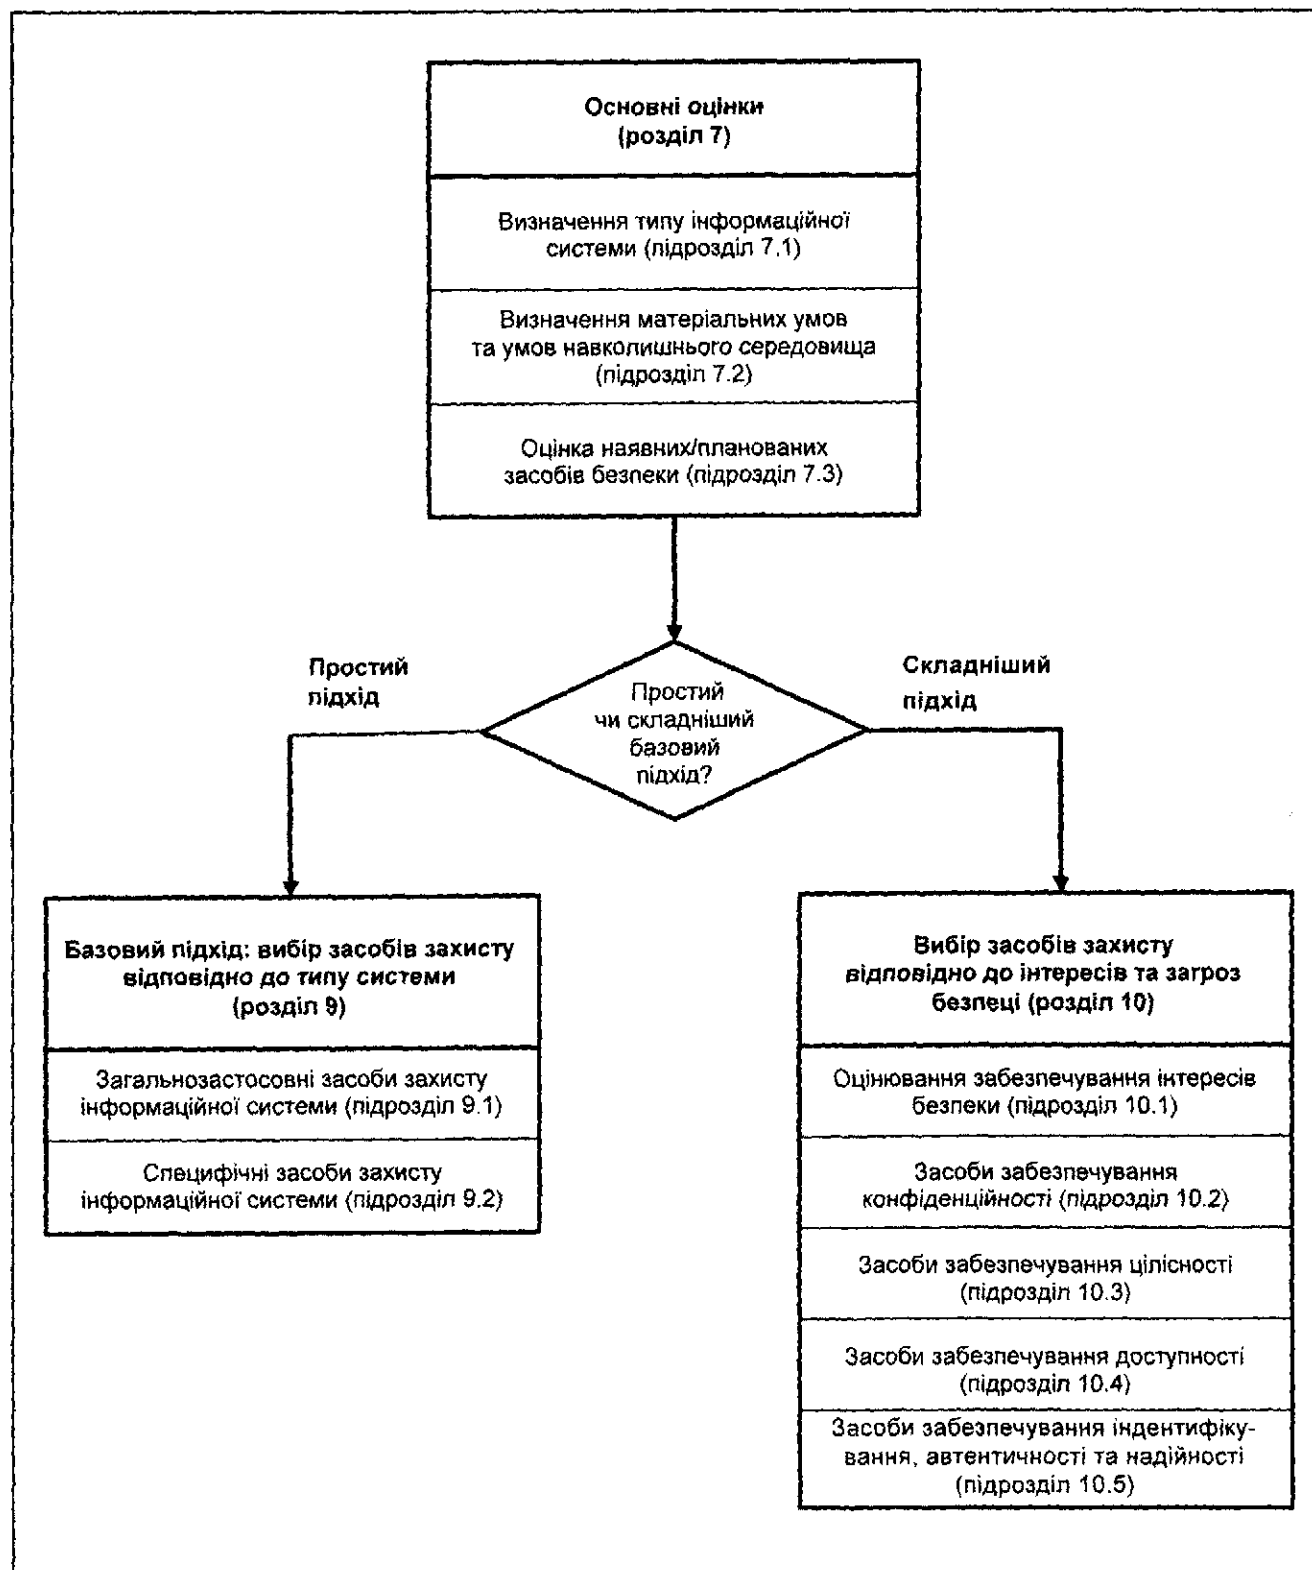 Основні оцінки
(розділ 7)
Визначення типу інформаційної
системи (підрозділ 7.1)
Визначення матеріальних умов
та умов навколишнього середовища
(підрозділ 7.2)
Оцінка наявних/планованих
засобів безпеки (підрозділ 7.3)
Простий
підхід
Простий
чи складніший
базовий
підхід?
Складніший
підхід
Базовий підхід: вибір засобів захисту
відповідно до типу системи
(розділ 9)
Загальнозастосовні засоби захисту
інформаційної системи (підрозділ 9.1)
Специфічні засоби захисту
інформаційної системи (підрозділ 9.2)
Вибір засобів захисту
відповідно до інтересів та загроз
безпеці (розділ 10)
Оцінювання забезпечування інтересів
безпеки (підрозділ 10.1)
Засоби забезпечування
конфіденційності (підрозділ 10.2)
Засоби забезпечування цілісності
(підрозділ 10.3)
Засоби забезпечування доступності
(підрозділ 10.4)
Засоби забезпечування індентифіку-
вання, автентичності та надійності
(підрозділ 10.5)